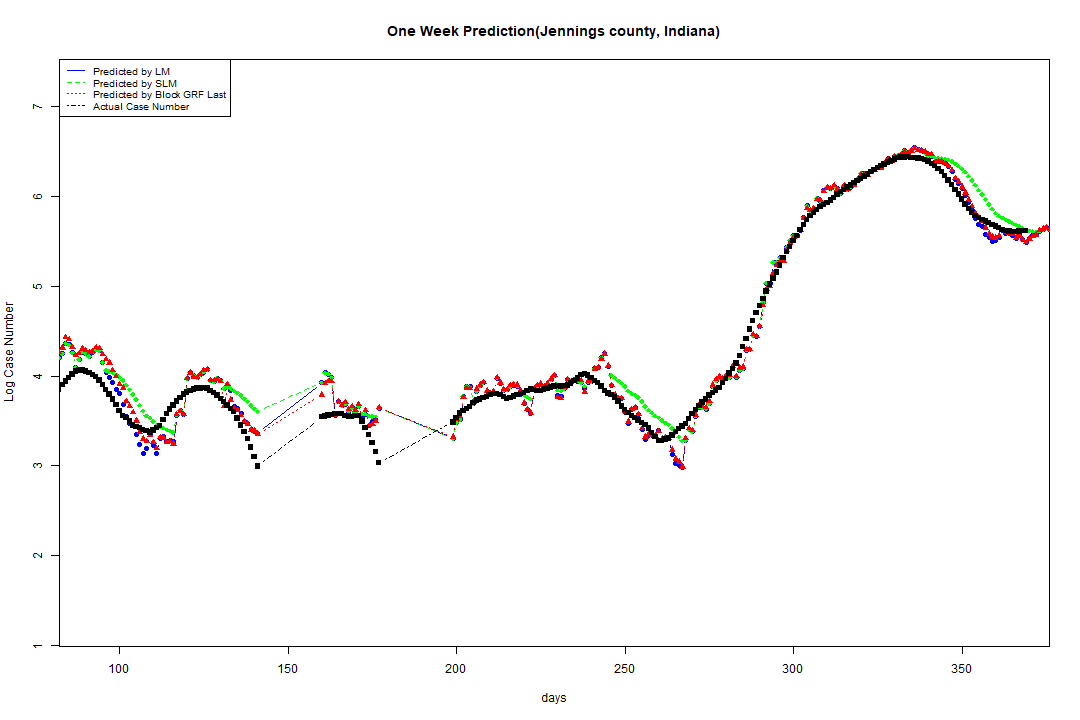 One Week Prediction(Jennings county, Indiana)
Predicted by LM
Predicted by SLM
Predicted by Block GRF Last
Actual Case Number
7
6
5
4
3
2
1
Log Case Number
100 150 200 250 300 350
days